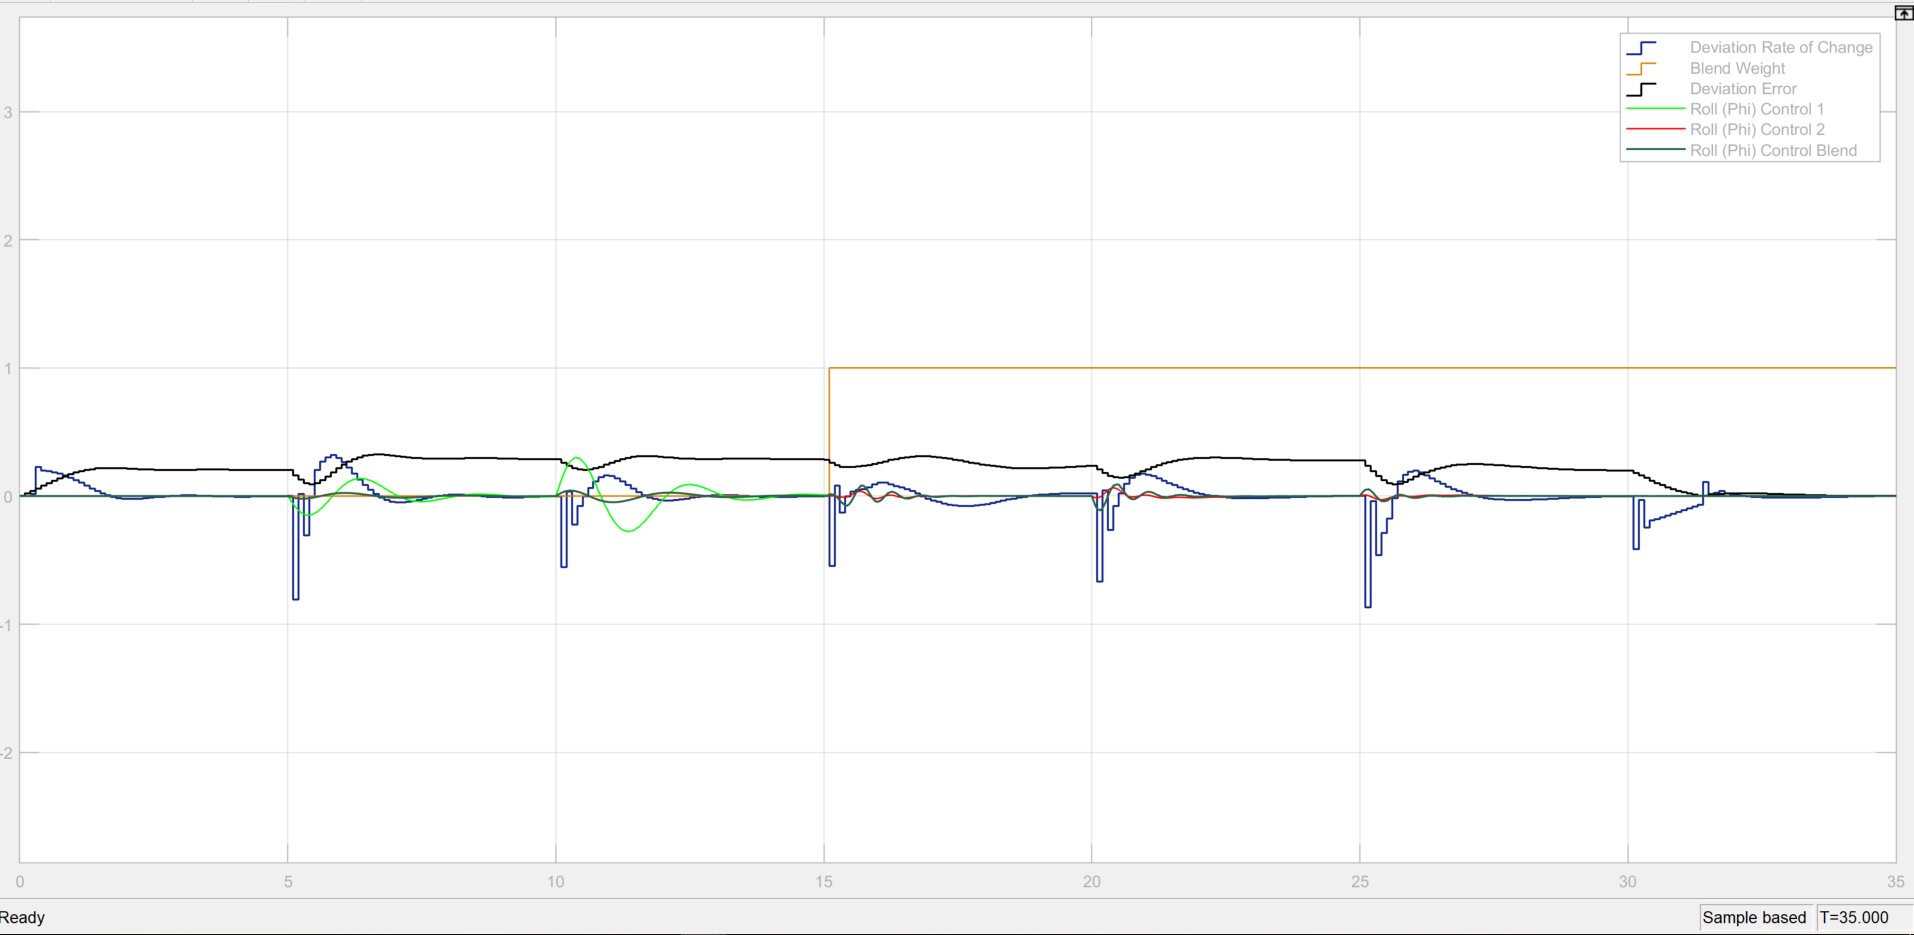 Deviation Rate of Change
Blend Weight
Deviation Error
Roll (Phi) Control 1
Roll (Phi) Control 2
Roll (Phi) Control Blend
3
2
1
0
-1
-2
0 5 10 15 20 25 30 35
Ready Sample based T=35.000